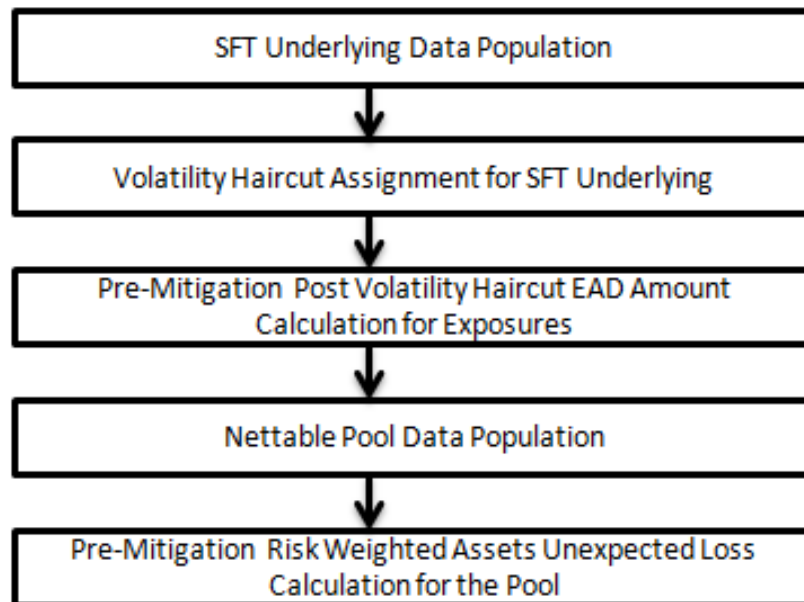 SFT Underlying Data Population
Volatility Haircut Assignment for SFT Underlying
Pre-Mitigation Post Volatility Haircut EAD Amount
Calculation for Exposures
Nettable Pool Data Population
Pre-Mitigation Risk Weighted Assets Unexpected Loss
Calculation for the Pool